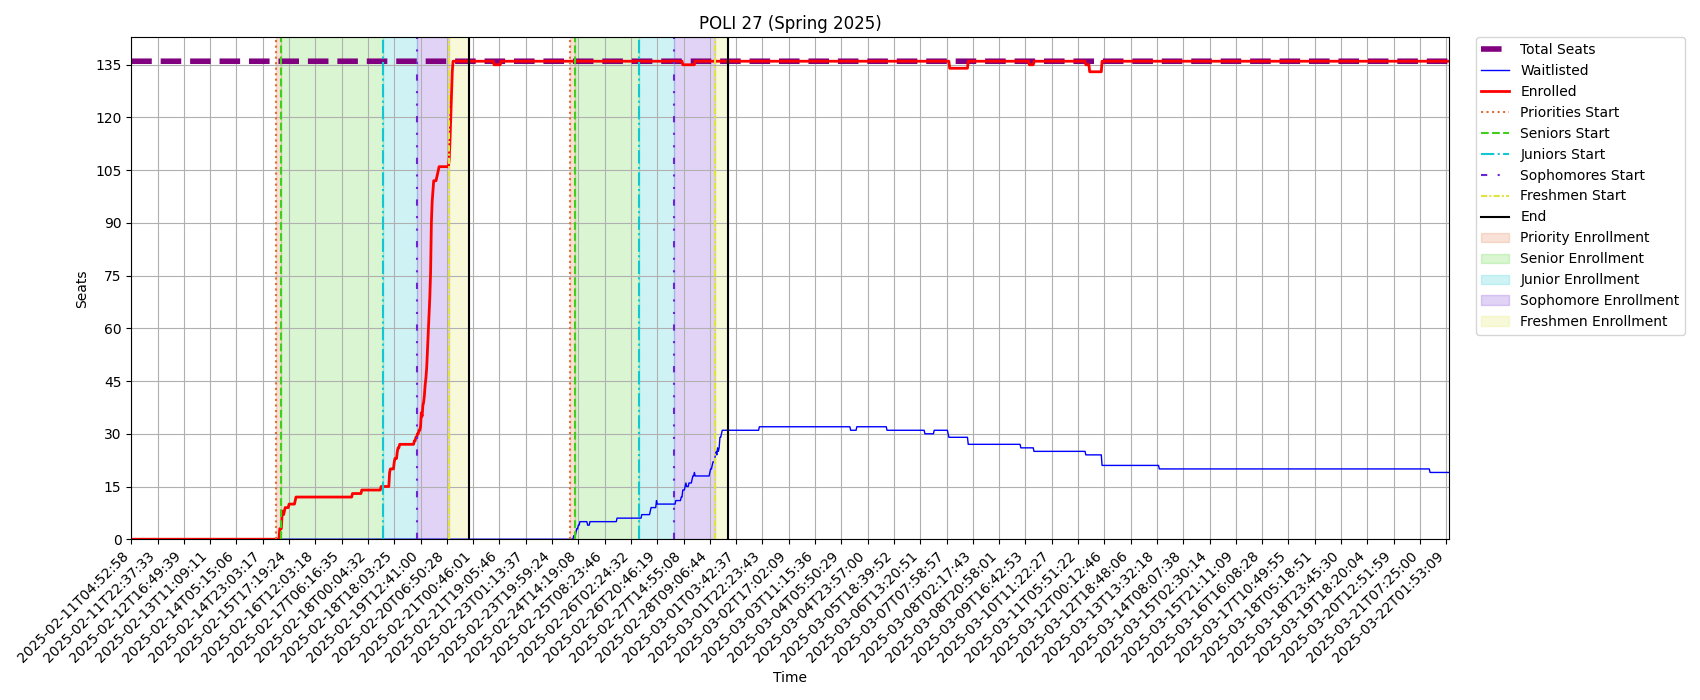 POLI 27 (Spring 2025)
Seats
135
120
105
90
75
60
45
30
15
0
2025-02-11T04:52:58
2025-02-11T22:37:33
2025-02-12T16:49:39
2025-02-13T11:09:11
2025-02-14T05:15:06
2025-02-14T23:03:17
2025-02-15T17:19:24
2025-02-16T12:03:18
2025-02-17T06:16:35
2025-02-18T00:04:32
2025-02-18T18:03:25
2025-02-19T12:41:00
2025-02-20T06:50:28
2025-02-21T00:46:01
2025-02-21T19:05:46
2025-02-23T01:13:37
2025-02-23T19:59:24
2025-02-24T14:19:08
2025-02-25T08:23:46
2025-02-26T02:24:32
2025-02-26T20:46:19
2025-02-27T14:55:08
2025-02-28T09:06:44
2025-03-01T03:42:37
2025-03-01T22:23:43
2025-03-02T17:02:09
2025-03-03T11:15:36
2025-03-04T05:50:29
2025-03-04T23:57:00
2025-03-05T18:39:52
2025-03-06T13:20:51
2025-03-07T07:58:57
2025-03-08T02:17:43
2025-03-08T20:58:01
2025-03-09T16:42:53
2025-03-10T11:22:27
2025-03-11T05:51:22
2025-03-12T00:12:46
2025-03-12T18:48:06
2025-03-13T13:32:18
2025-03-14T08:07:38
2025-03-15T02:30:14
2025-03-15T21:11:09
2025-03-16T16:08:28
2025-03-17T10:49:55
2025-03-18T05:18:51
2025-03-18T23:45:30
2025-03-19T18:20:04
2025-03-20T12:51:59
2025-03-21T07:25:00
2025-03-22T01:53:09
Time
Total Seats
Waitlisted
Enrolled
Priorities Start
Seniors Start
Juniors Start
Sophomores Start
Freshmen Start
End
Priority Enrollment
Senior Enrollment
Junior Enrollment
Sophomore Enrollment
Freshmen Enrollment